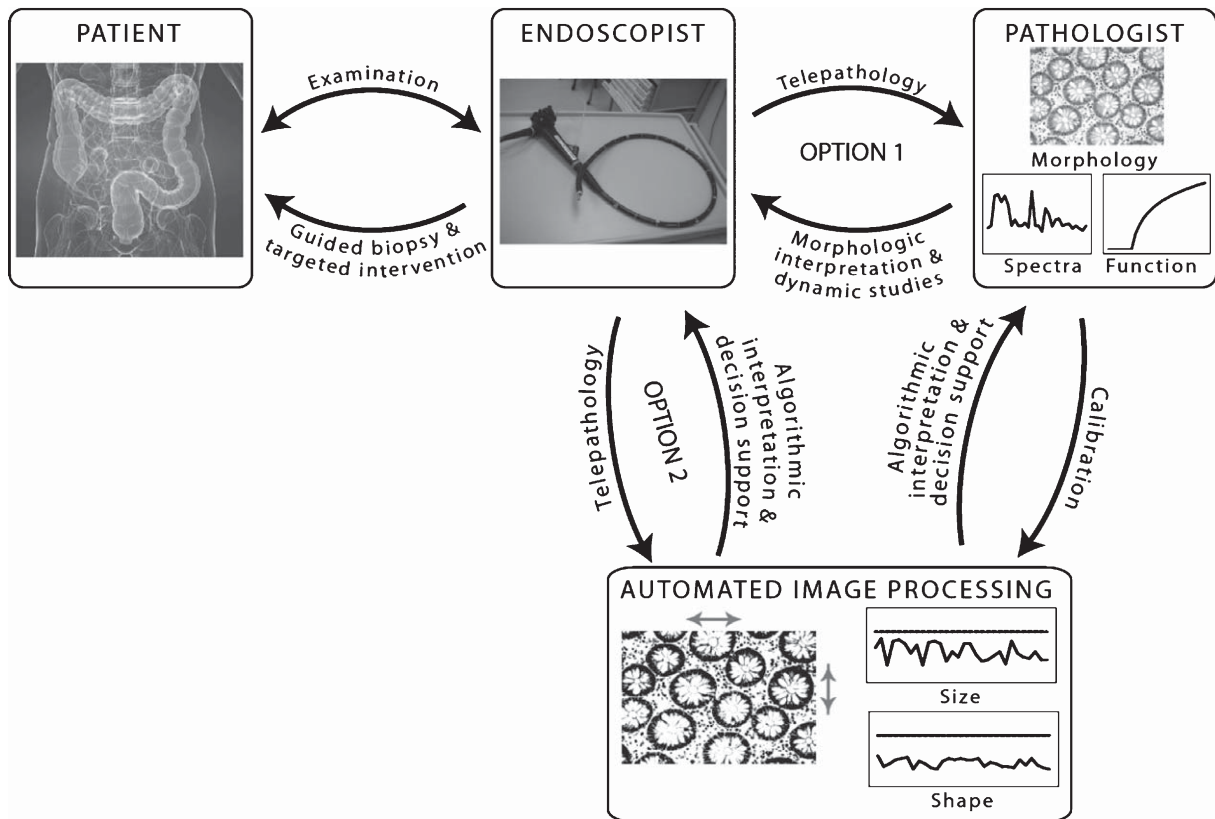 PATIENT
Examination
Guided biopsy &
targeted intervention
ENDOSCOPIST
Telepathology
OPTION 1
Morphologic
interpretation &
dynamic studies
PATHOLOGIST
Morphology
Spectra
Function
Telepathology
OPTION 2
Algorithmic
interpretation &
decision support
Algorithmic
interpretation &
decision support
Calibration
AUTOMATED IMAGE PROCESSING
Size
Shape